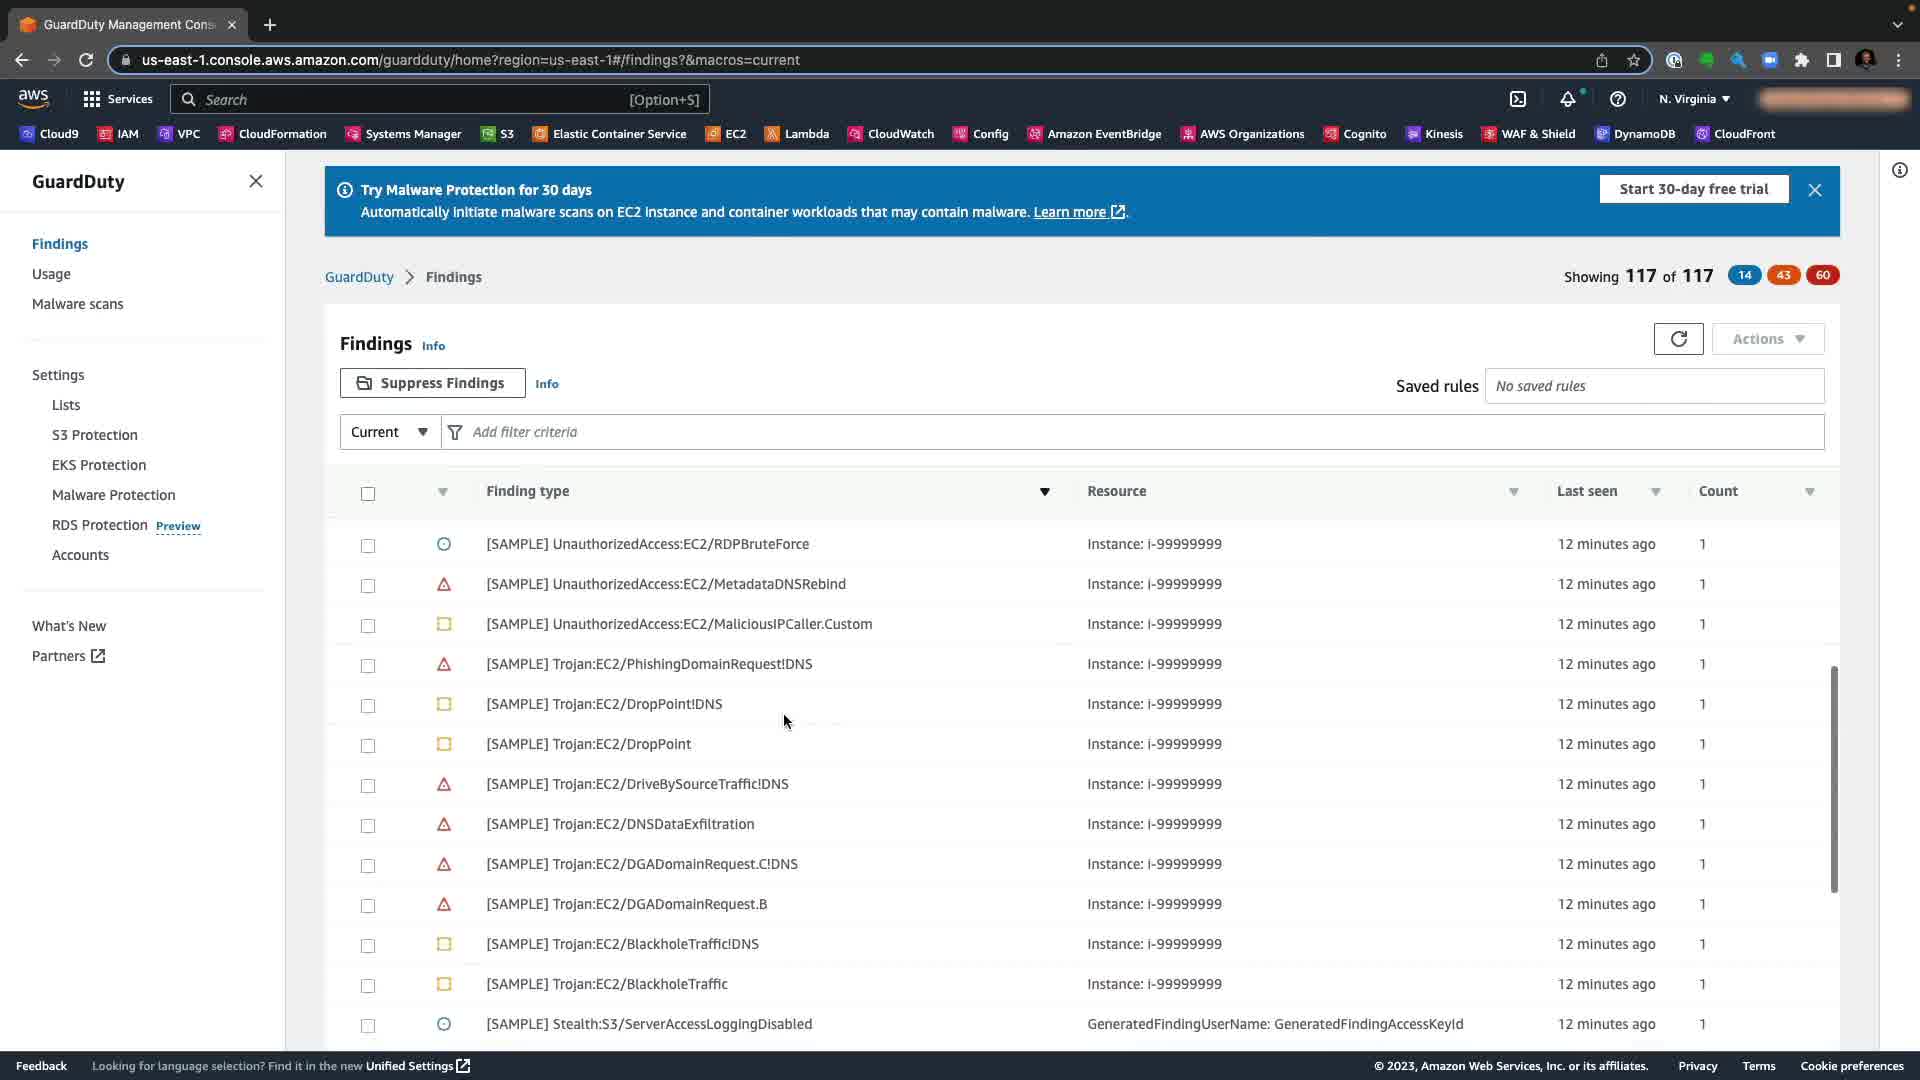 GuardDuty Management Cons
us-east-1.console.aws.amazon.com/guardduty/home?region=us-east-1#/findings?&macros=current
aws
Services
Search
[Option+S]
N. Virginia
Cloud9 IAM VPC CloudFormation Systems Manager S3 Elastic Container Service EC2 Lambda CloudWatch Config Amazon EventBridge AWS Organizations Cognito Kinesis WAF & Shield DynamoDB CloudFront
GuardDuty
Findings
Usage
Malware scans
Settings
Lists
S3 Protection
EKS Protection
Malware Protection
RDS Protection Preview
Accounts
What's New
Partners
Try Malware Protection for 30 days
Automatically initiate malware scans on EC2 instance and container workloads that may contain malware. Learn more.
Start 30-day free trial
GuardDuty Findings
Showing 117 of 117 14 43 60
Findings Info
Actions
Suppress Findings Info
Saved rules No saved rules
Current Add filter criteria
Finding type Resource Last seen Count
[SAMPLE] UnauthorizedAccess:EC2/RDPBruteForce Instance: i-99999999 12 minutes ago 1
[SAMPLE] UnauthorizedAccess:EC2/MetadataDNSRebind Instance: i-99999999 12 minutes ago 1
[SAMPLE] UnauthorizedAccess:EC2/MaliciousIPCaller.Custom Instance: i-99999999 12 minutes ago 1
[SAMPLE] Trojan:EC2/PhishingDomainRequest!DNS Instance: i-99999999 12 minutes ago 1
[SAMPLE] Trojan:EC2/DropPoint!DNS Instance: i-99999999 12 minutes ago 1
[SAMPLE] Trojan:EC2/DropPoint Instance: i-99999999 12 minutes ago 1
[SAMPLE] Trojan:EC2/DriveBySourceTraffic!DNS Instance: i-99999999 12 minutes ago 1
[SAMPLE] Trojan:EC2/DNSDataExfiltration Instance: i-99999999 12 minutes ago 1
[SAMPLE] Trojan:EC2/DGADomainRequest.C!DNS Instance: i-99999999 12 minutes ago 1
[SAMPLE] Trojan:EC2/DGADomainRequest.B Instance: i-99999999 12 minutes ago 1
[SAMPLE] Trojan:EC2/BlackholeTraffic!DNS Instance: i-99999999 12 minutes ago 1
[SAMPLE] Trojan:EC2/BlackholeTraffic Instance: i-99999999 12 minutes ago 1
[SAMPLE] Stealth:S3/ServerAccessLoggingDisabled GeneratedFindingUserName: GeneratedFindingAccessKeyId 12 minutes ago 1
Feedback Looking for language selection? Find it in the new Unified Settings © 2023, Amazon Web Services, Inc. or its affiliates. Privacy Terms Cookie preferences